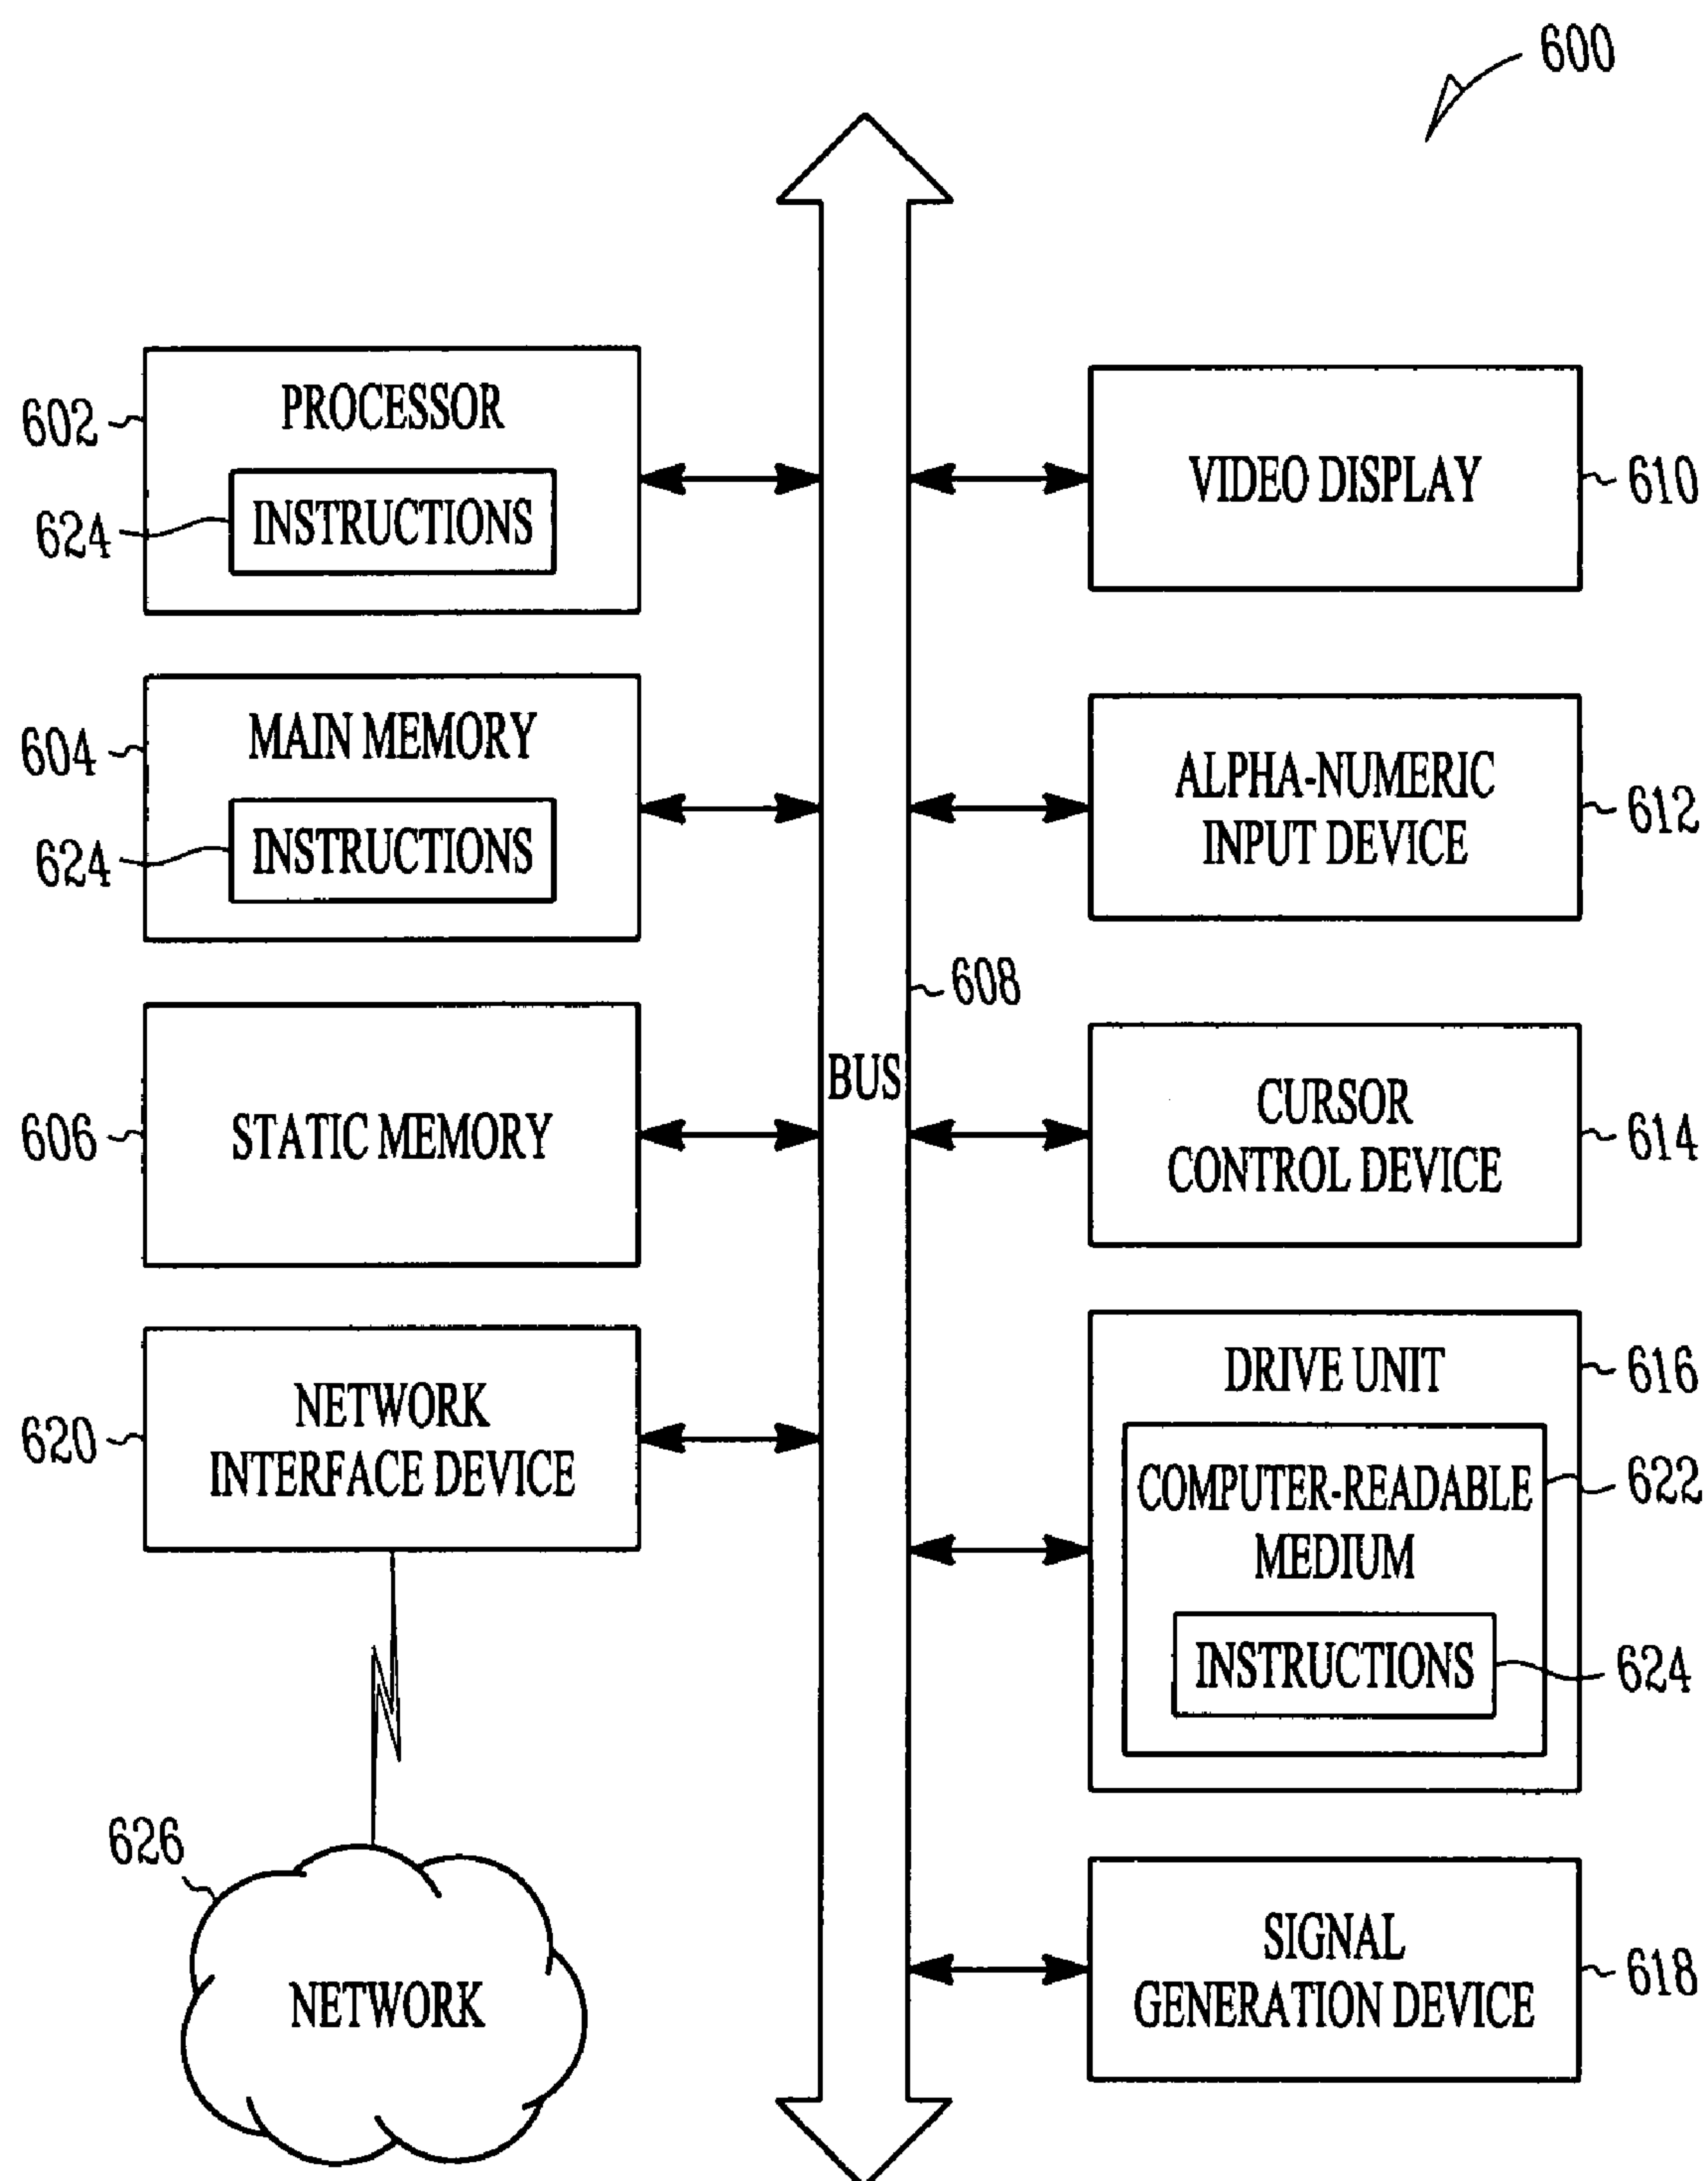 600
PROCESSOR
602
INSTRUCTIONS
624
MAIN MEMORY
604
INSTRUCTIONS
624
STATIC MEMORY
606
NETWORK
INTERFACE DEVICE
620
626
NETWORK
608
BUS
VIDEO DISPLAY
610
ALPHA-NUMERIC
INPUT DEVICE
612
CURSOR
CONTROL DEVICE
614
DRIVE UNIT
616
COMPUTER-READABLE
MEDIUM
622
INSTRUCTIONS
624
SIGNAL
GENERATION DEVICE
618